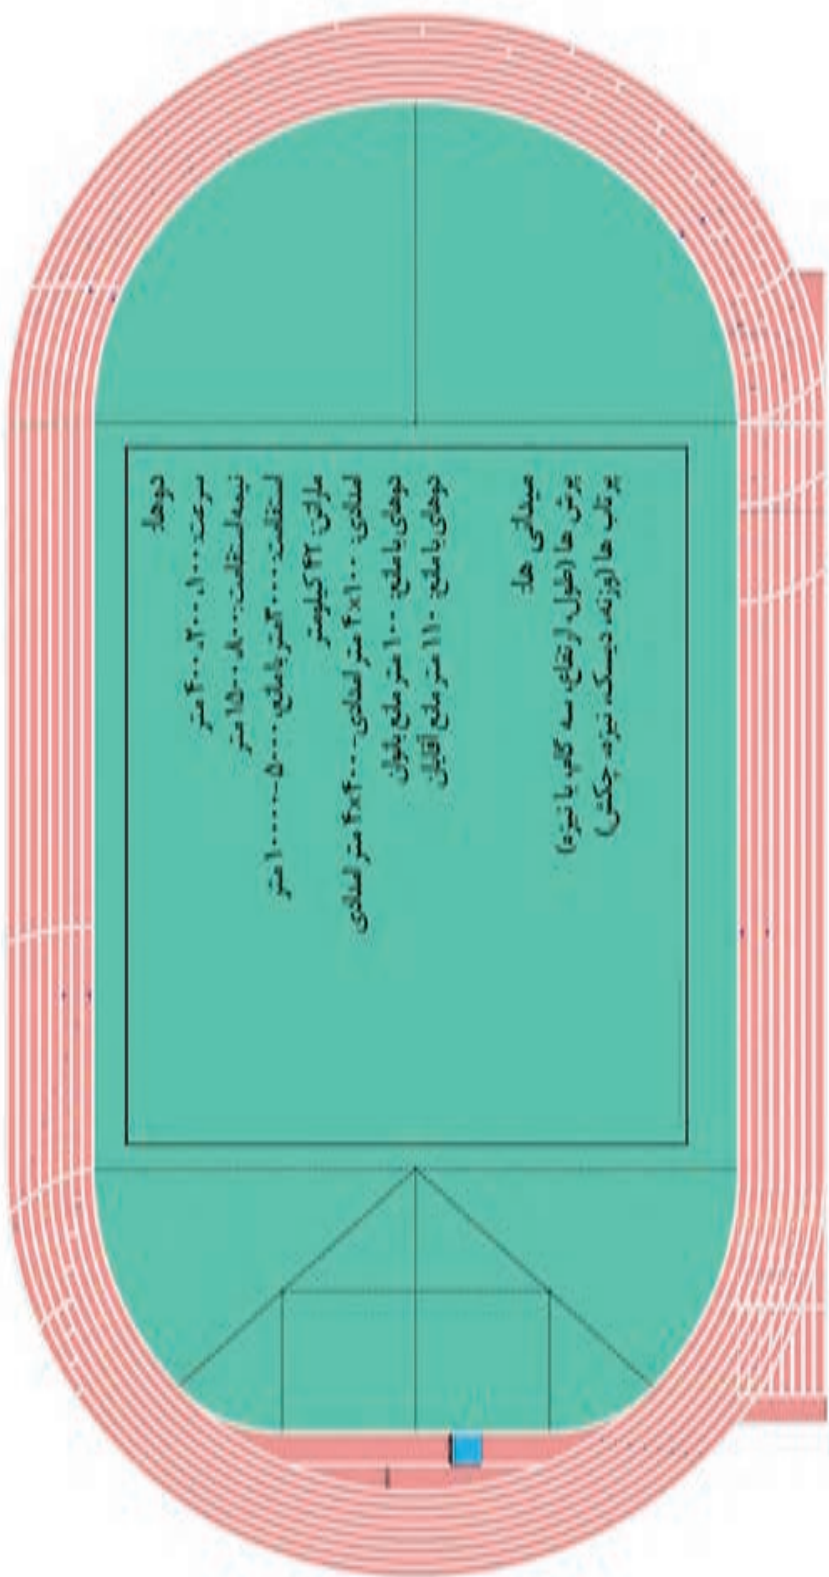 دوها:
سرعت: ۱۰۰، ۲۰۰، ۴۰۰ متر
نیمه‌استقامت: ۸۰۰، ۱۵۰۰ متر
استقامت: ۳۰۰۰ متر با مانع، ۵۰۰۰-۱۰۰۰۰ متر
ماراتن: ۴۲ کیلومتر
امدادی: ۴×۱۰۰ متر امدادی-۴×۴۰۰ متر امدادی
دوهای با مانع: ۱۰۰ متر مانع بانوان
دوهای با مانع: ۱۱۰ متر مانع آقایان
میدانی ها:
پرش ها (طول، ارتفاع، سه گام، با نیزه)
پرتاب ها (وزنه، دیسک، نیزه، چکش)